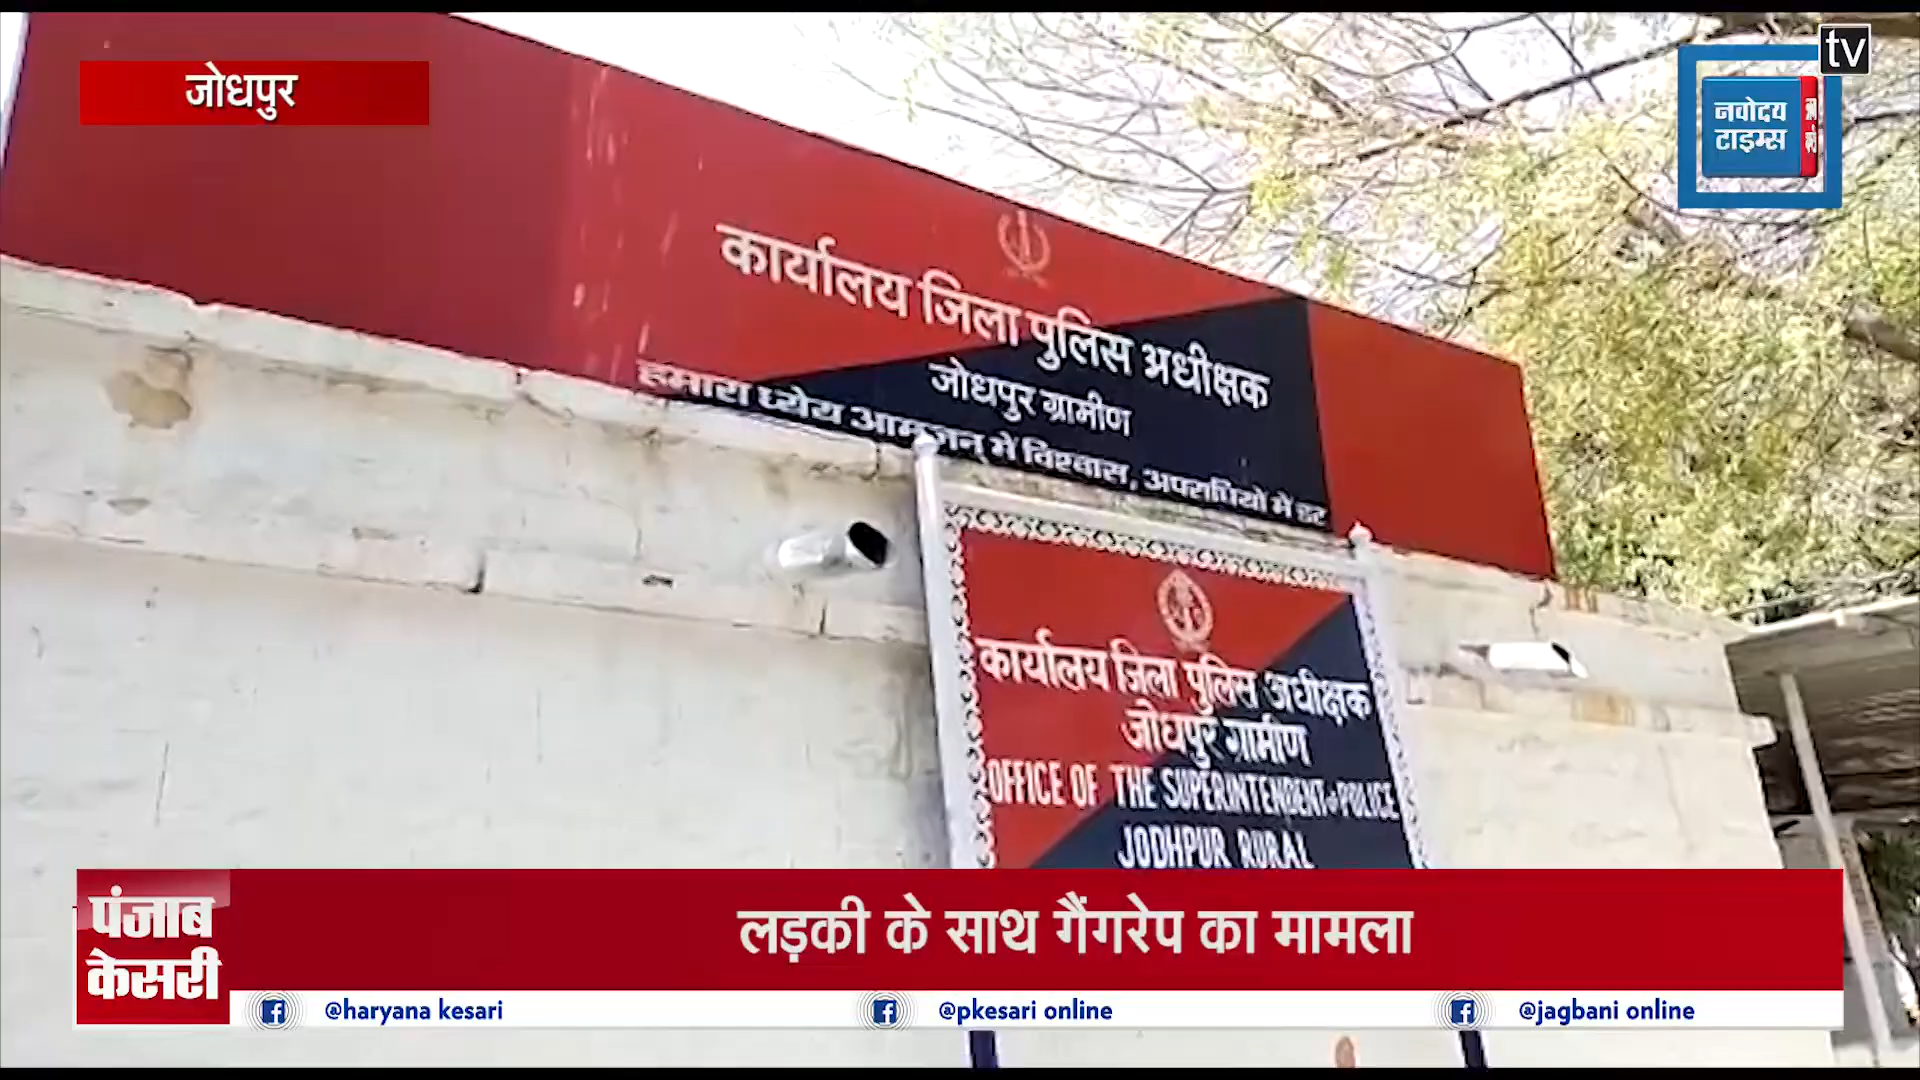 tv
जोधपुर
नवोदय
टाइम्स
कार्यालय जिला पुलिस अधीक्षक
जोधपुर ग्रामीण
हमारा ध्येय आमजन् में विश्वास, अपराधियों में डर
कार्यालय जिला पुलिस अधीक्षक
जोधपुर ग्रामीण
OFFICE OF THE SUPERINTENDENT OF POLICE
JODHPUR RURAL
पंजाब
केसरी
लड़की के साथ गैंगरेप का मामला
@haryana kesari
@pkesari online
@jagbani online